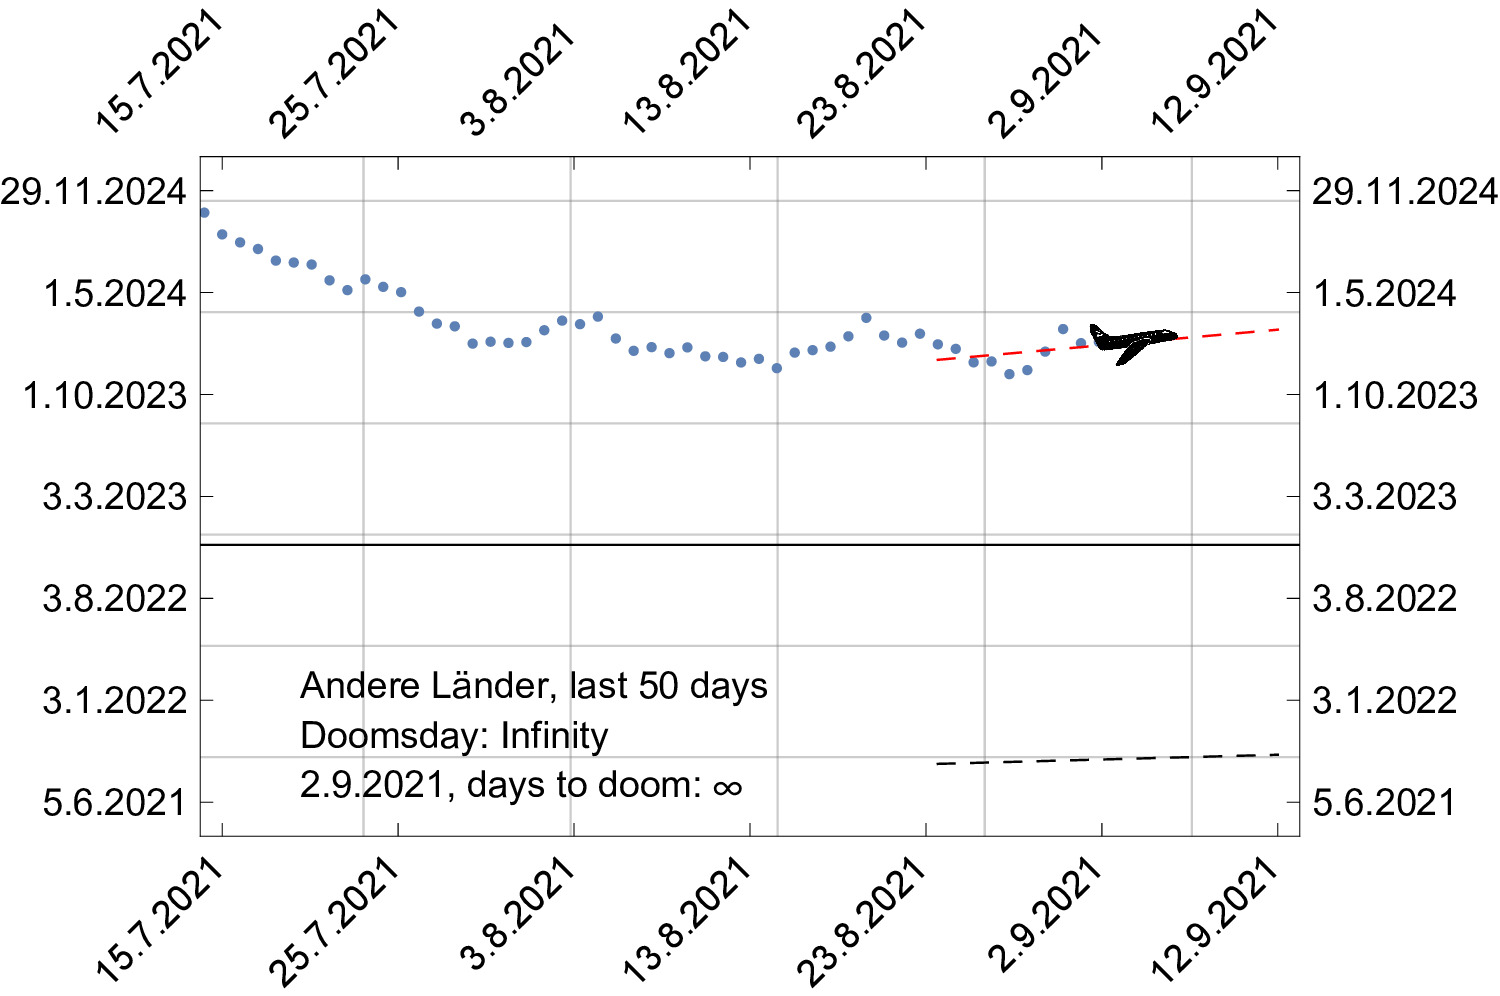 15.7.2021 25.7.2021 3.8.2021 13.8.2021 23.8.2021 2.9.2021 12.9.2021
29.11.2024 29.11.2024
1.5.2024 1.5.2024
1.10.2023 1.10.2023
3.3.2023 3.3.2023
3.8.2022 3.8.2022
Andere Länder, last 50 days
3.1.2022 3.1.2022
Doomsday: Infinity
2.9.2021, days to doom: ∞
5.6.2021 5.6.2021
15.7.2021 25.7.2021 3.8.2021 13.8.2021 23.8.2021 2.9.2021 12.9.2021